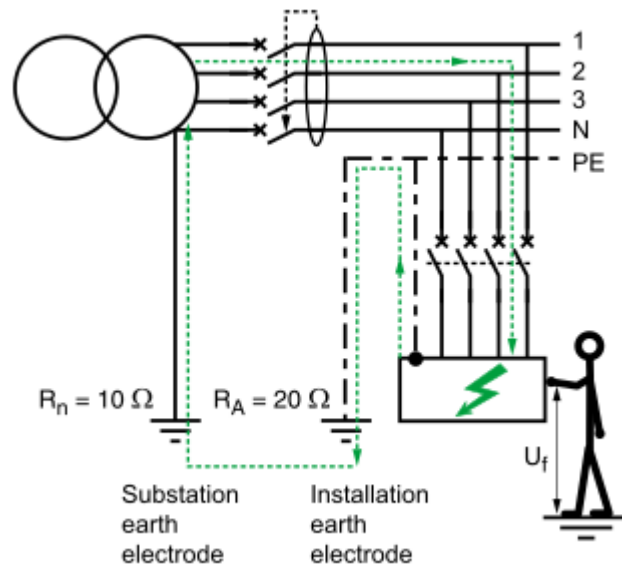 1
2
3
N
PE
Rn = 10 Ω
RA = 20 Ω
Uf
Substation
earth
electrode
Installation
earth
electrode